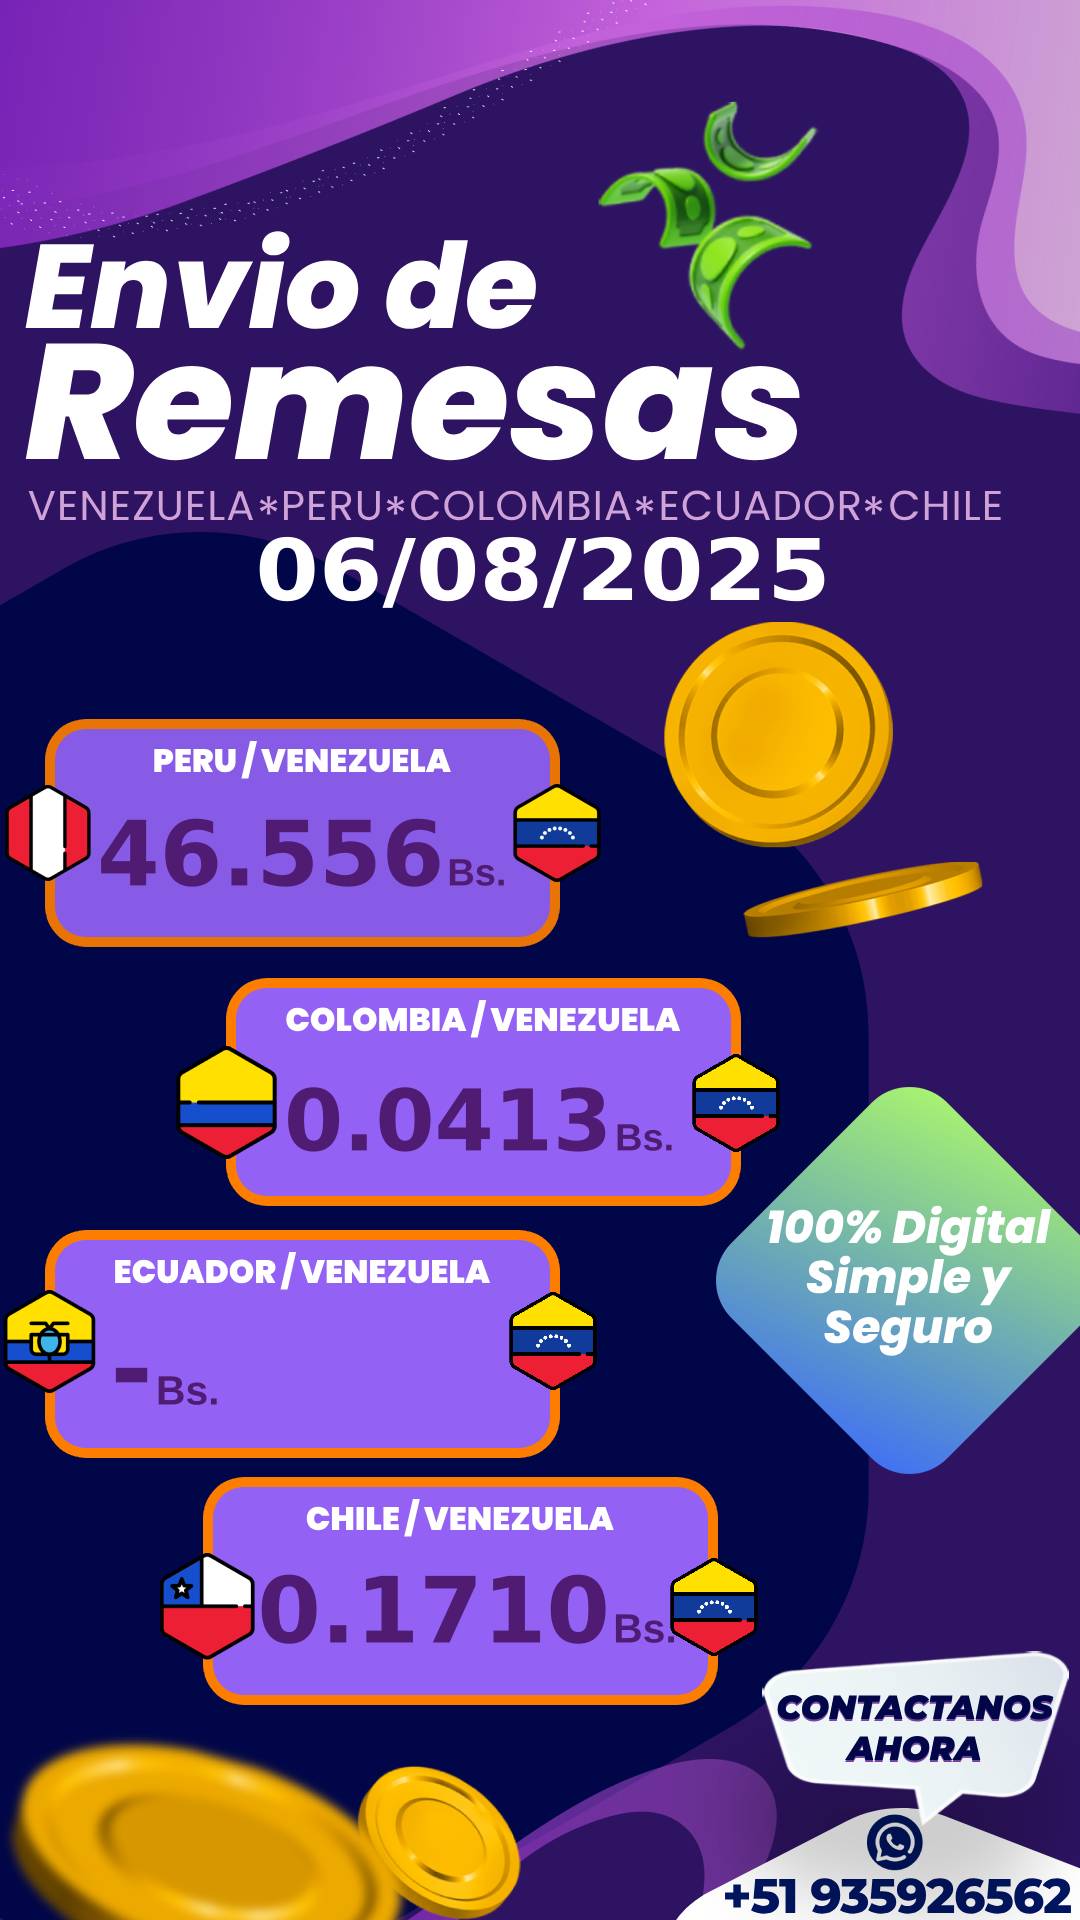 Envio de
Remesas
VENEZUELA*PERU*COLOMBIA*ECUADOR*CHILE
06/08/2025
PERU / VENEZUELA
46.556 Bs.
COLOMBIA / VENEZUELA
0.0413 Bs.
ECUADOR / VENEZUELA
- Bs.
CHILE / VENEZUELA
0.1710 Bs.
100% Digital
Simple y
Seguro
CONTACTANOS
AHORA
+51 935926562